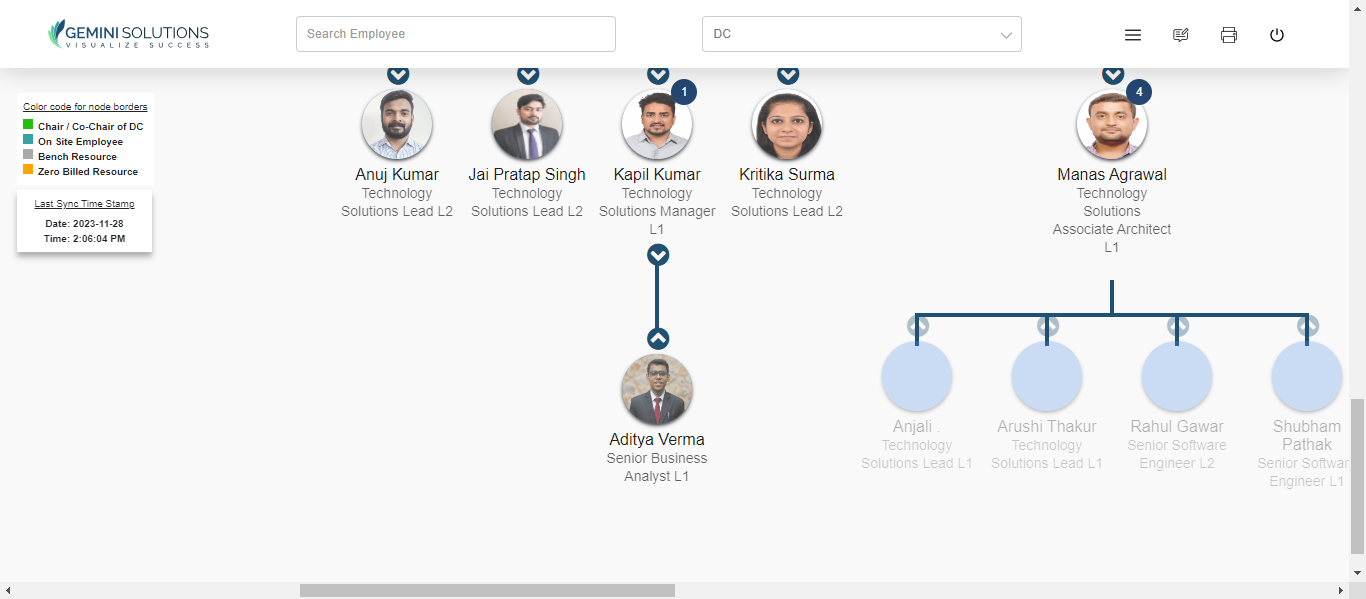 GEMINI SOLUTIONS
VISUALIZE SUCCESS
Search Employee
DC
Color code for node borders
Chair / Co-Chair of DC
On Site Employee
Bench Resource
Zero Billed Resource
Last Sync Time Stamp
Date: 2023-11-28
Time: 2:06:04 PM
Anuj Kumar
Technology
Solutions Lead L2
Jai Pratap Singh
Technology
Solutions Lead L2
1
Kapil Kumar
Technology
Solutions Manager
L1
Kritika Surma
Technology
Solutions Lead L2
4
Manas Agrawal
Technology
Solutions
Associate Architect
L1
Aditya Verma
Senior Business
Analyst L1
Anjali .
Technology
Solutions Lead L1
Arushi Thakur
Technology
Solutions Lead L1
Rahul Gawar
Senior Software
Engineer L2
Shubham
Pathak
Senior Softwar
Engineer L1